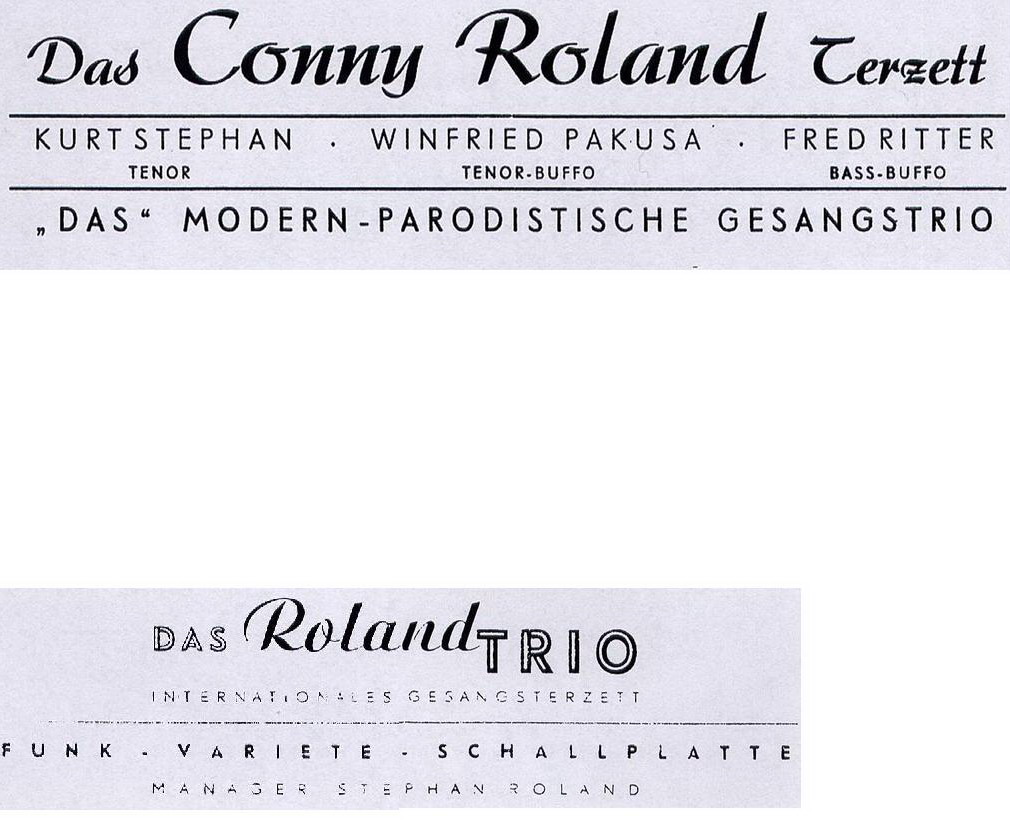 Das Conny Roland Terzett
KURT STEPHAN · WINFRIED PAKUSA · FRED RITTER
TENOR TENOR-BUFFO BASS-BUFFO
„DAS“ MODERN-PARODISTISCHE GESANGSTRIO
DAS Roland TRIO
INTERNATIONALES GESANGSTERZETT
FUNK - VARIETE - SCHALLPLATTE
MANAGER STEPHAN ROLAND